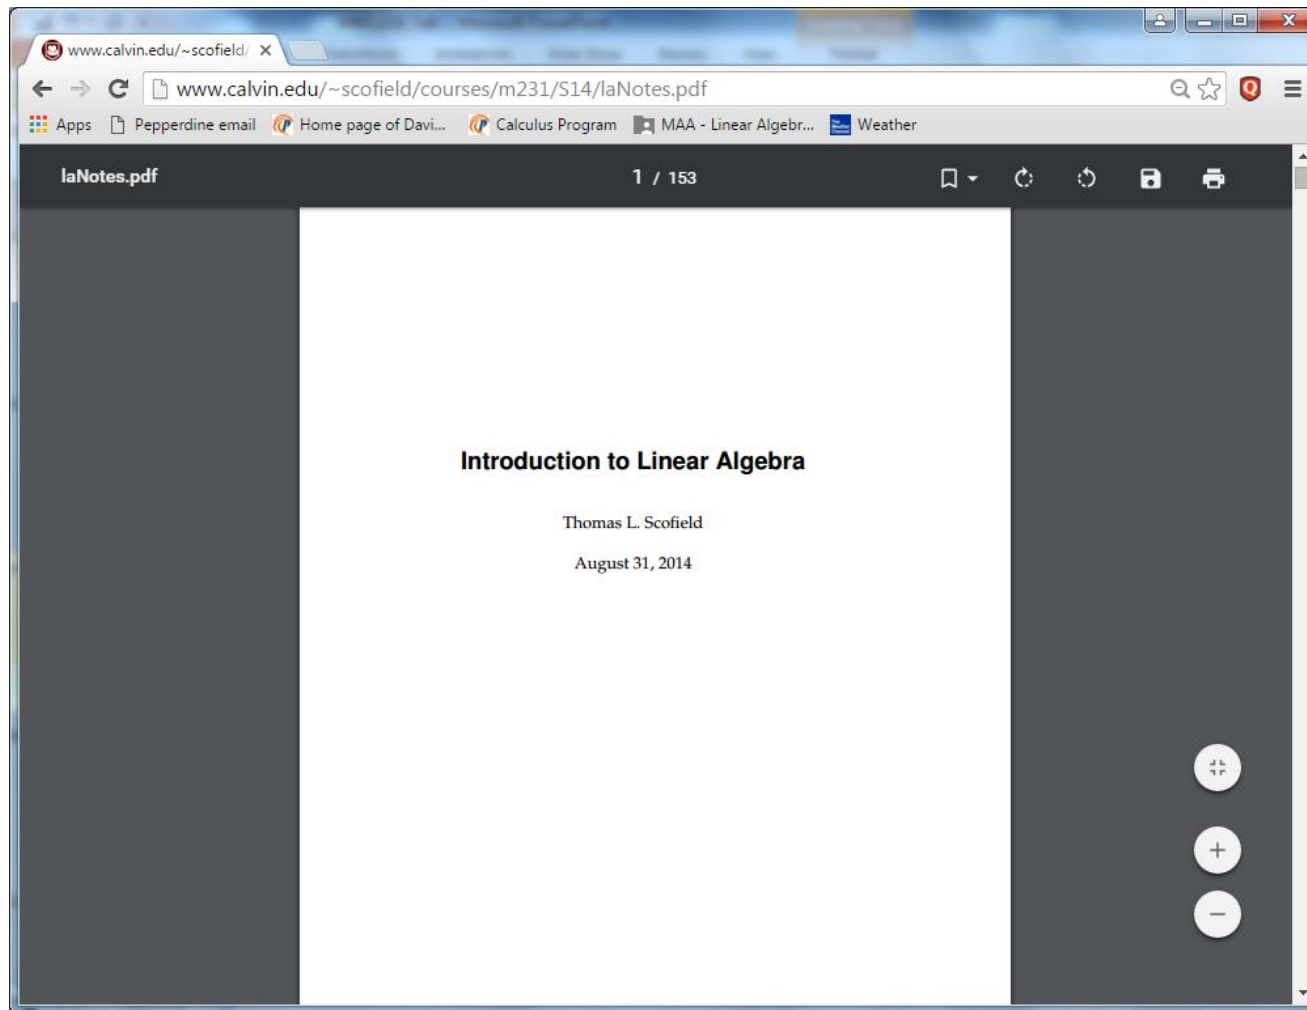 www.calvin.edu/~scofield/
www.calvin.edu/~scofield/courses/m231/S14/laNotes.pdf
Apps Pepperdine email Home page of Davi... Calculus Program MAA - Linear Algebr... Weather
laNotes.pdf 1 / 153
Introduction to Linear Algebra
Thomas L. Scofield
August 31, 2014